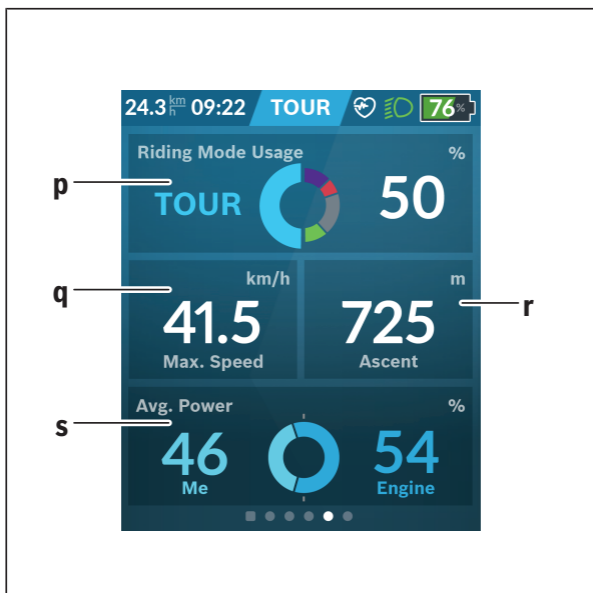 24.3 km/h 09:22 TOUR 76%
Riding Mode Usage %
p
TOUR 50
q
km/h
41.5
Max. Speed
m
725
Ascent
r
s
Avg. Power %
46 54
Me Engine